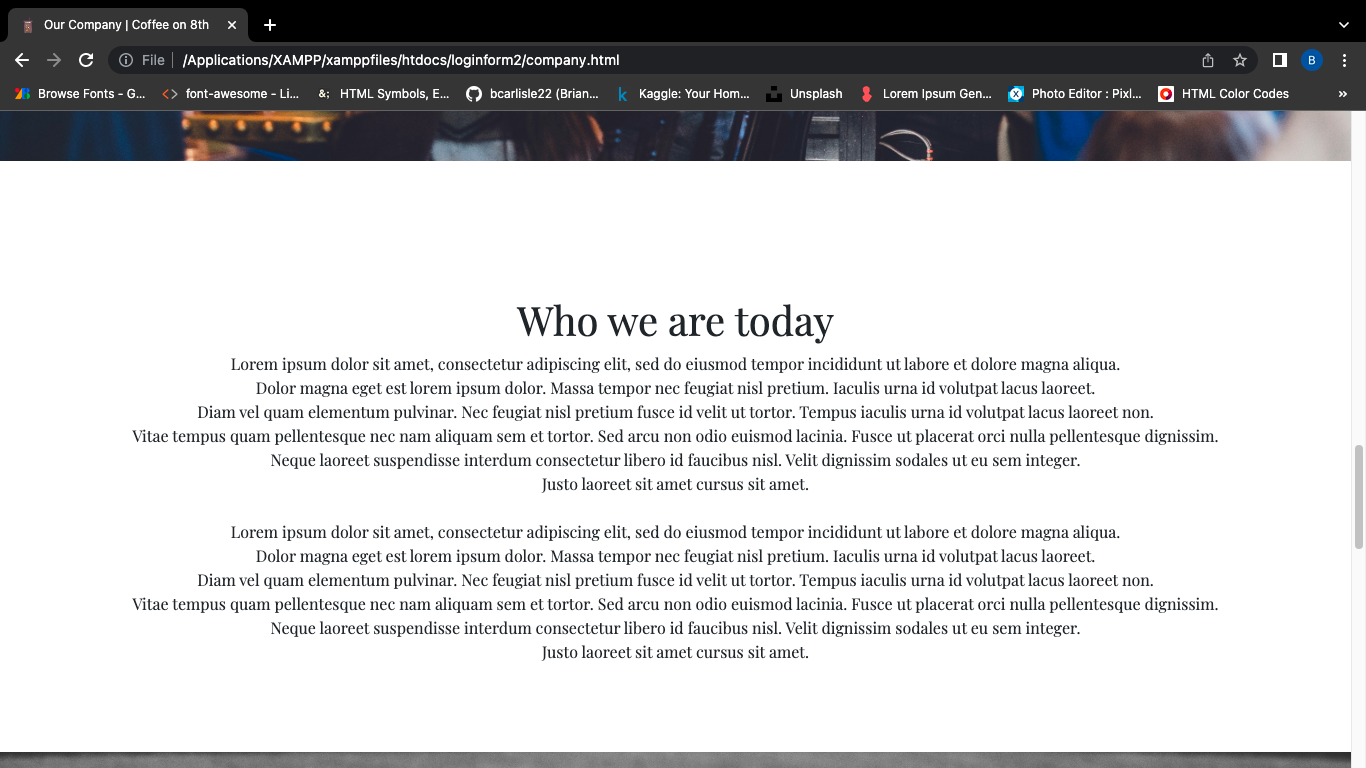 Our Company | Coffee on 8th
File /Applications/XAMPP/xamppfiles/htdocs/loginform2/company.html
B
Browse Fonts - G... font-awesome - Li... HTML Symbols, E... bcarlisle22 (Brian... Kaggle: Your Hom... Unsplash Lorem Ipsum Gen... Photo Editor : Pixl... HTML Color Codes »
Who we are today
Lorem ipsum dolor sit amet, consectetur adipiscing elit, sed do eiusmod tempor incididunt ut labore et dolore magna aliqua.
Dolor magna eget est lorem ipsum dolor. Massa tempor nec feugiat nisl pretium. Iaculis urna id volutpat lacus laoreet.
Diam vel quam elementum pulvinar. Nec feugiat nisl pretium fusce id velit ut tortor. Tempus iaculis urna id volutpat lacus laoreet non.
Vitae tempus quam pellentesque nec nam aliquam sem et tortor. Sed arcu non odio euismod lacinia. Fusce ut placerat orci nulla pellentesque dignissim.
Neque laoreet suspendisse interdum consectetur libero id faucibus nisl. Velit dignissim sodales ut eu sem integer.
Justo laoreet sit amet cursus sit amet.
Lorem ipsum dolor sit amet, consectetur adipiscing elit, sed do eiusmod tempor incididunt ut labore et dolore magna aliqua.
Dolor magna eget est lorem ipsum dolor. Massa tempor nec feugiat nisl pretium. Iaculis urna id volutpat lacus laoreet.
Diam vel quam elementum pulvinar. Nec feugiat nisl pretium fusce id velit ut tortor. Tempus iaculis urna id volutpat lacus laoreet non.
Vitae tempus quam pellentesque nec nam aliquam sem et tortor. Sed arcu non odio euismod lacinia. Fusce ut placerat orci nulla pellentesque dignissim.
Neque laoreet suspendisse interdum consectetur libero id faucibus nisl. Velit dignissim sodales ut eu sem integer.
Justo laoreet sit amet cursus sit amet.